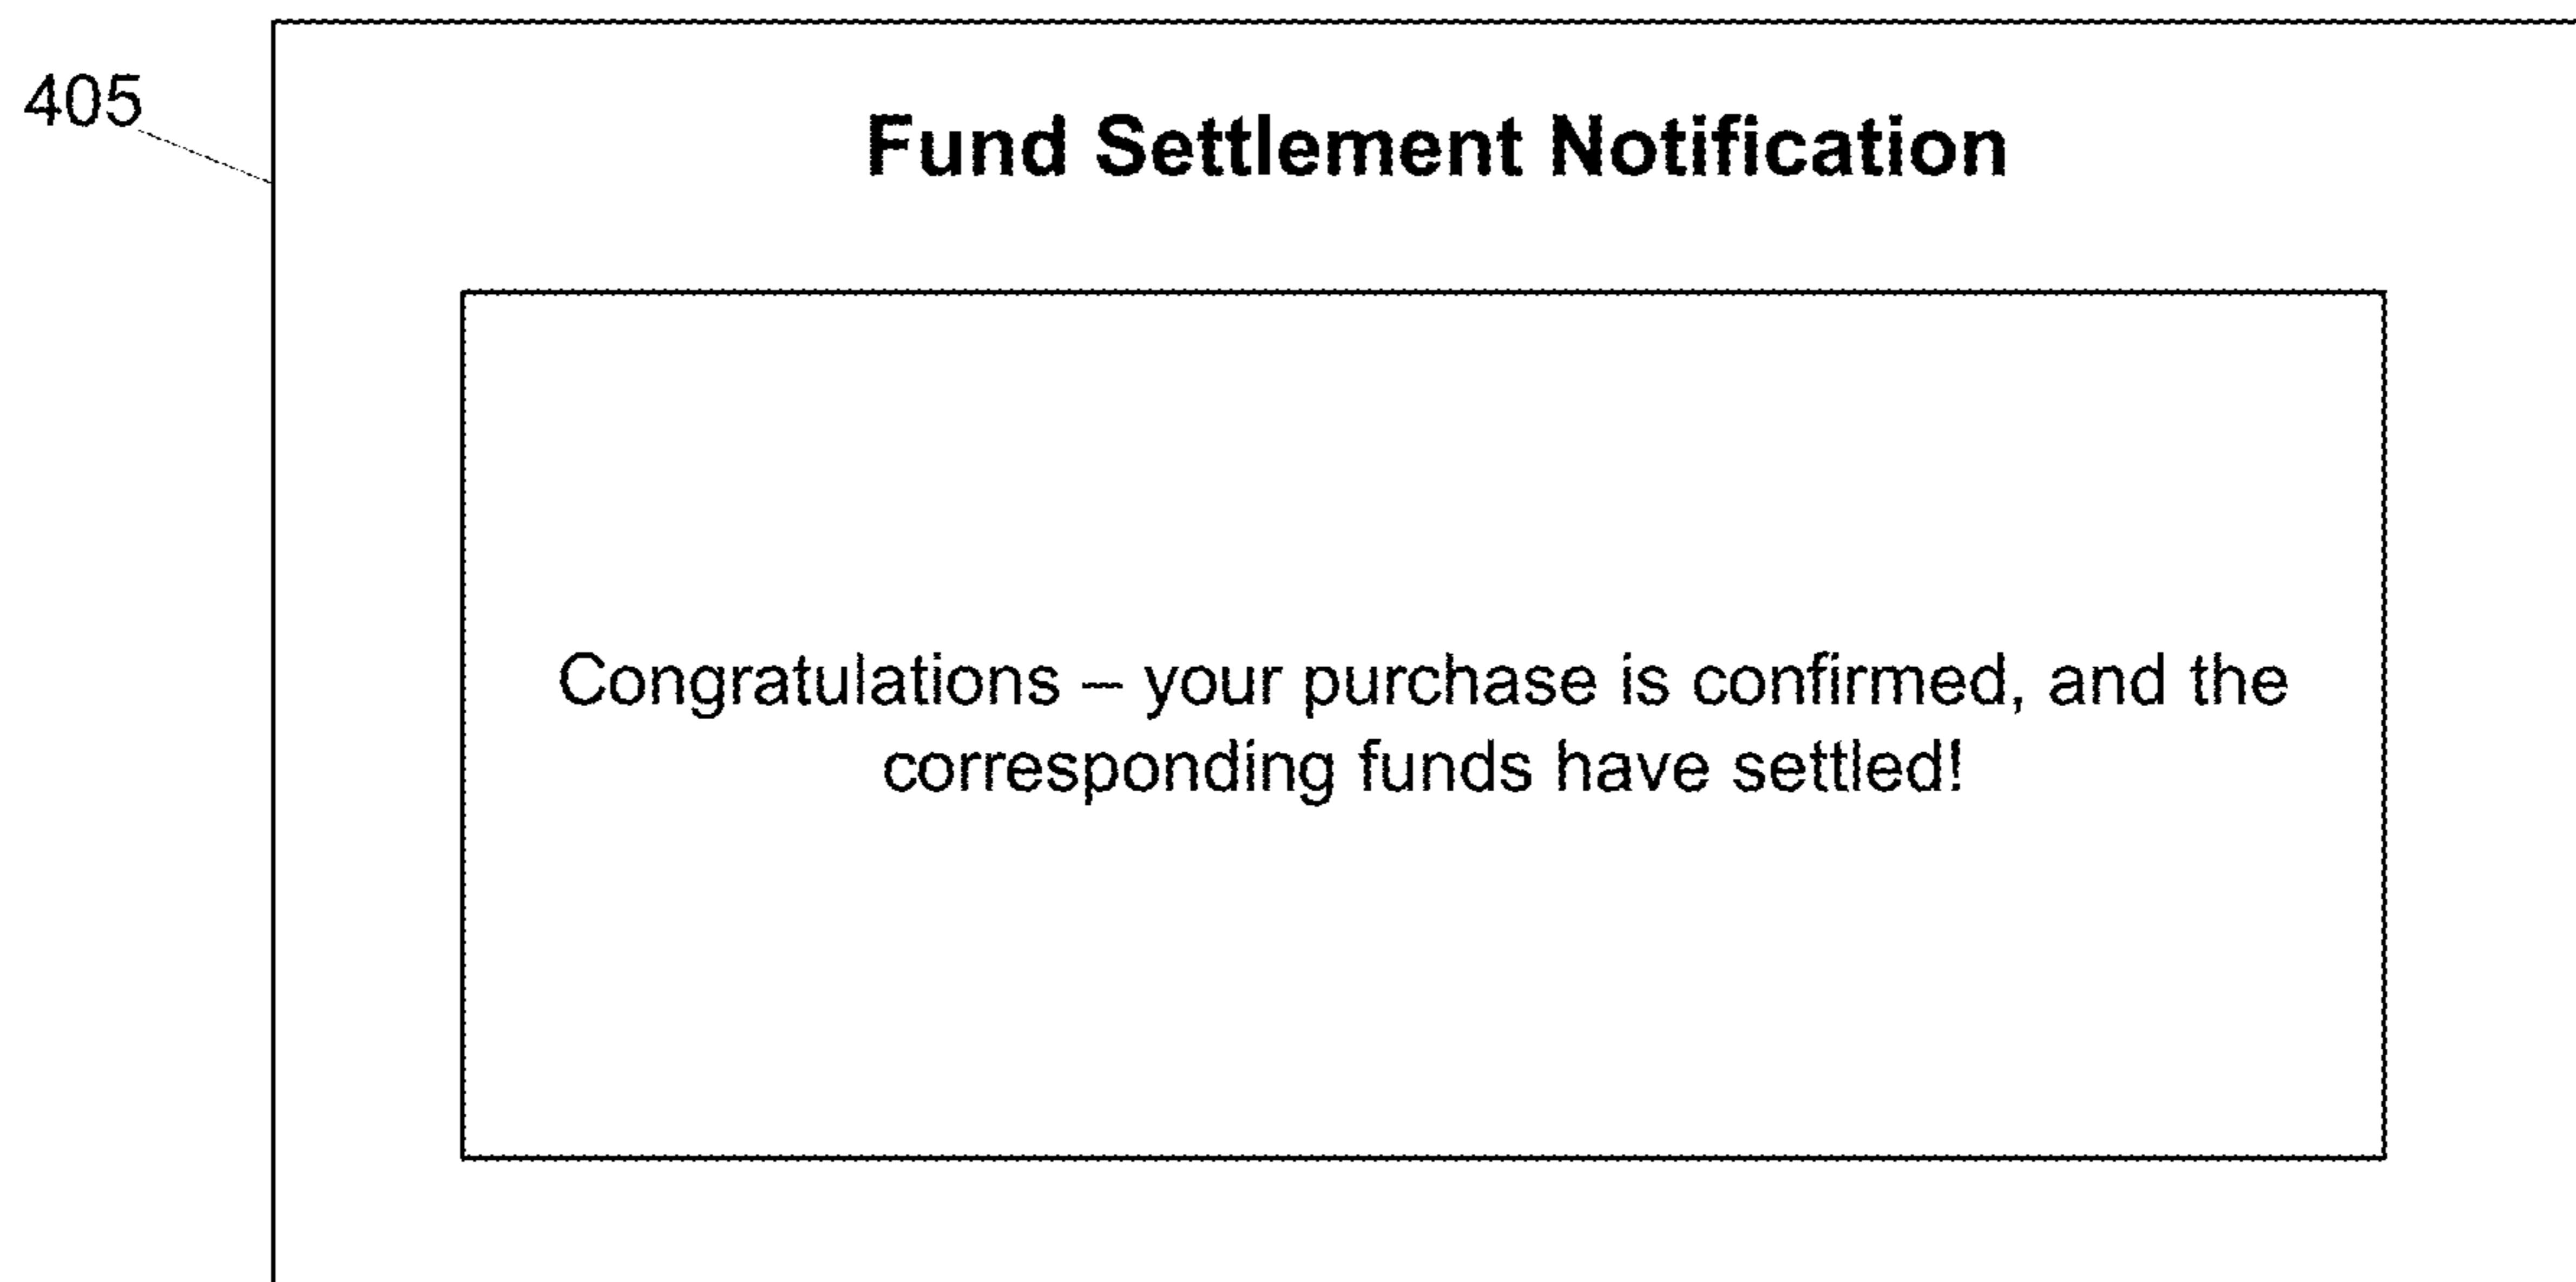 405
Fund Settlement Notification
Congratulations – your purchase is confirmed, and the
corresponding funds have settled!